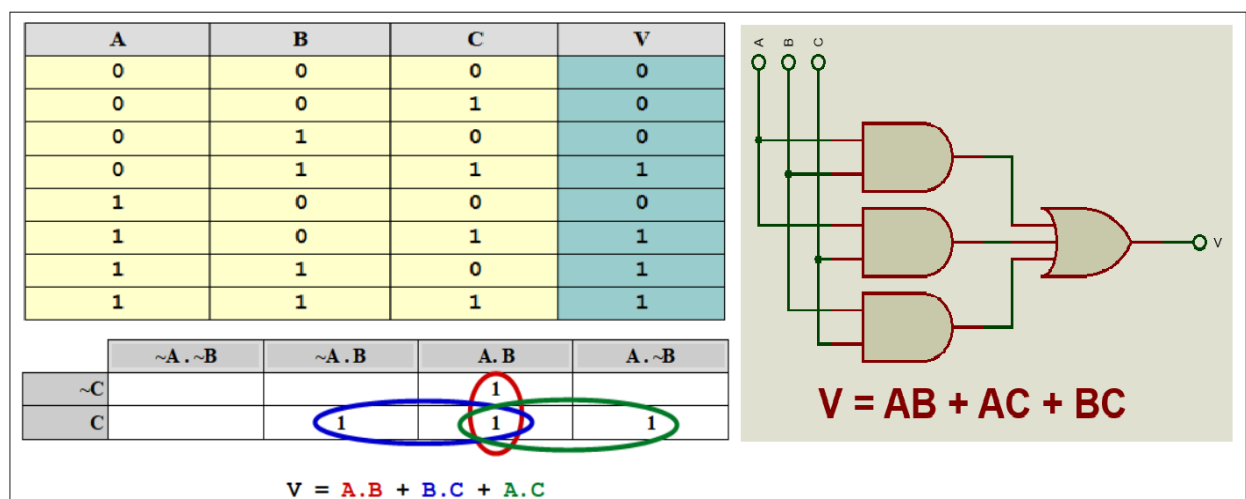 A B C V
0 0 0 0
0 0 1 0
0 1 0 0
0 1 1 1
1 0 0 0
1 0 1 1
1 1 0 1
1 1 1 1
~A.~B ~A.B A.B A.~B
~C 1
C 1 1 1
V = A.B + B.C + A.C
A B C
V
V = AB + AC + BC